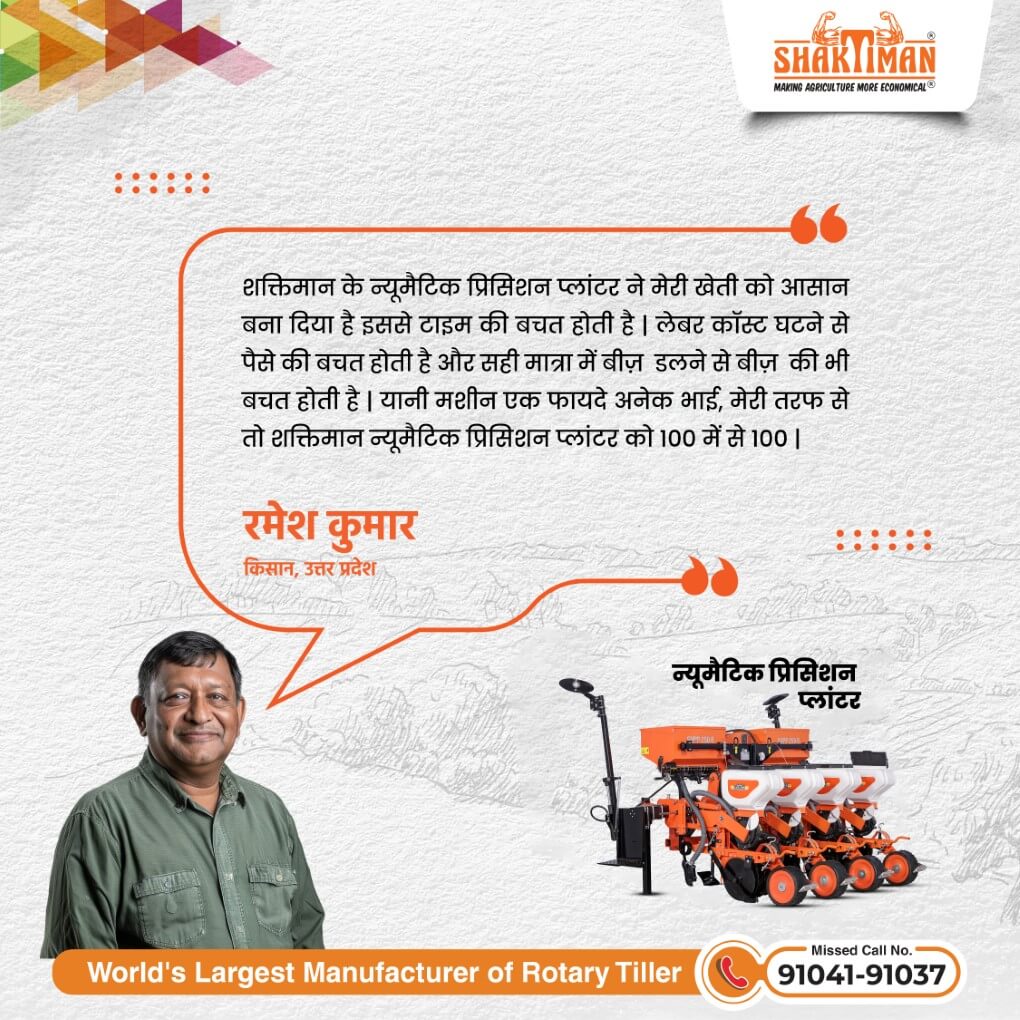 SHAKTIMAN®
MAKING AGRICULTURE MORE ECONOMICAL®
शक्तिमान के न्यूमैटिक प्रिसिशन प्लांटर ने मेरी खेती को आसान
बना दिया है इससे टाइम की बचत होती है | लेबर कॉस्ट घटने से
पैसे की बचत होती है और सही मात्रा में बीज़ डलने से बीज़ की भी
बचत होती है | यानी मशीन एक फायदे अनेक भाई, मेरी तरफ से
तो शक्तिमान न्यूमैटिक प्रिसिशन प्लांटर को 100 में से 100 |
रमेश कुमार
किसान, उत्तर प्रदेश
न्यूमैटिक प्रिसिशन
प्लांटर
World's Largest Manufacturer of Rotary Tiller
Missed Call No.
91041-91037